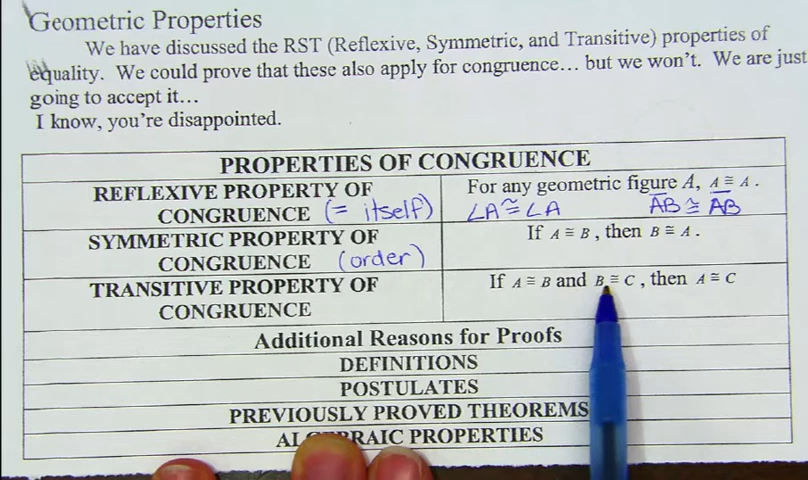 Geometric Properties
We have discussed the RST (Reflexive, Symmetric, and Transitive) properties of
equality. We could prove that these also apply for congruence... but we won't. We are just
going to accept it...
I know, you're disappointed.
PROPERTIES OF CONGRUENCE
REFLEXIVE PROPERTY OF
CONGRUENCE (= itself)
For any geometric figure A, A ≅ A.
∠A ≅ ∠A A̅B̅ ≅ A̅B̅
SYMMETRIC PROPERTY OF
CONGRUENCE (order)
If A ≅ B, then B ≅ A.
TRANSITIVE PROPERTY OF
CONGRUENCE
If A ≅ B and B ≅ C, then A ≅ C
Additional Reasons for Proofs
DEFINITIONS
POSTULATES
PREVIOUSLY PROVED THEOREMS
ALGEBRAIC PROPERTIES